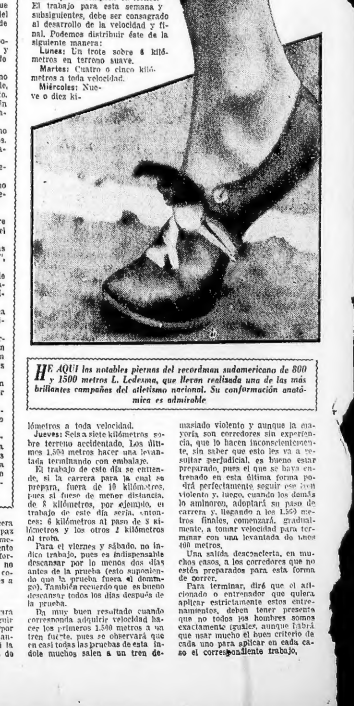 El trabajo para esta semana y
subsiguientes, debe ser consagrado
al desarrollo de la velocidad y fi-
nal. Podemos distribuir éste de la
siguiente manera:
Lunes: Un trote sobre 8 kiló-
metros en terreno suave.
Martes: Cuatro o cinco kiló-
metros a toda velocidad.
Miércoles: Nue-
ve o diez ki-
HE AQUI las notables piernas del recordman sudamericano de 800
y 1500 metros L. Ledesma, que lleva realizada una de las más
brillantes campañas del atletismo nacional. Su conformación anató-
mica es admirable
lómetros a toda velocidad.
Jueves: Seis a siete kilómetros so-
bre terreno accidentado. Los últi-
mos 1.500 metros hacer una levan-
tada terminando con embalaje.
El trabajo de este día se entien-
de, si la carrera para la cual se
prepara, fuera de 10 kilómetros,
pues si fuese de menor distancia,
de 8 kilómetros, por ejemplo, el
trabajo de este día sería, enton-
ces: 6 kilómetros al paso de 8 ki-
lómetros y los otros 2 kilómetros
al trote.
Para el viernes y sábado, no in-
dico trabajo, pues es indispensable
descansar por lo menos dos días
antes de la prueba (suponien-
do que la prueba fuera el domin-
go). También recuerdo que es bueno
descansar todos los días después de
la prueba.
Da muy buen resultado cuando
corresponda adquirir velocidad ha-
cer los primeros 1.500 metros a un
tren fuerte, pues se observará que
en casi todas las pruebas de esta ín-
dole muchos salen a un tren de-
masiado violento y aunque la ma-
yoría son corredores sin experien-
cia, que lo hacen inconscientemen-
te, sin saber que esto les va a re-
sultar perjudicial, es bueno estar
preparado, pues el que se haya en-
trenado en esta última forma po-
drá perfectamente seguir ese tren
violento y, luego, cuando los demás
lo aminoren, adoptará su paso de
carrera y, llegando a los 1.500 me-
tros finales, comenzará, gradual-
mente, a tomar velocidad para ter-
minar con una levantada de unos
100 metros.
Una salida desconcierta, en mu-
chos casos, a los corredores que no
están preparados para esta forma
de correr.
Para terminar, diré que el afi-
cionado o entrenador que quiera
aplicar estrictamente estos entre-
namientos, deben tener presente
que no todos los hombres somos
exactamente iguales, aunque habrá
que usar mucho el buen criterio de
cada uno para aplicar en cada ca-
so el correspondiente trabajo.